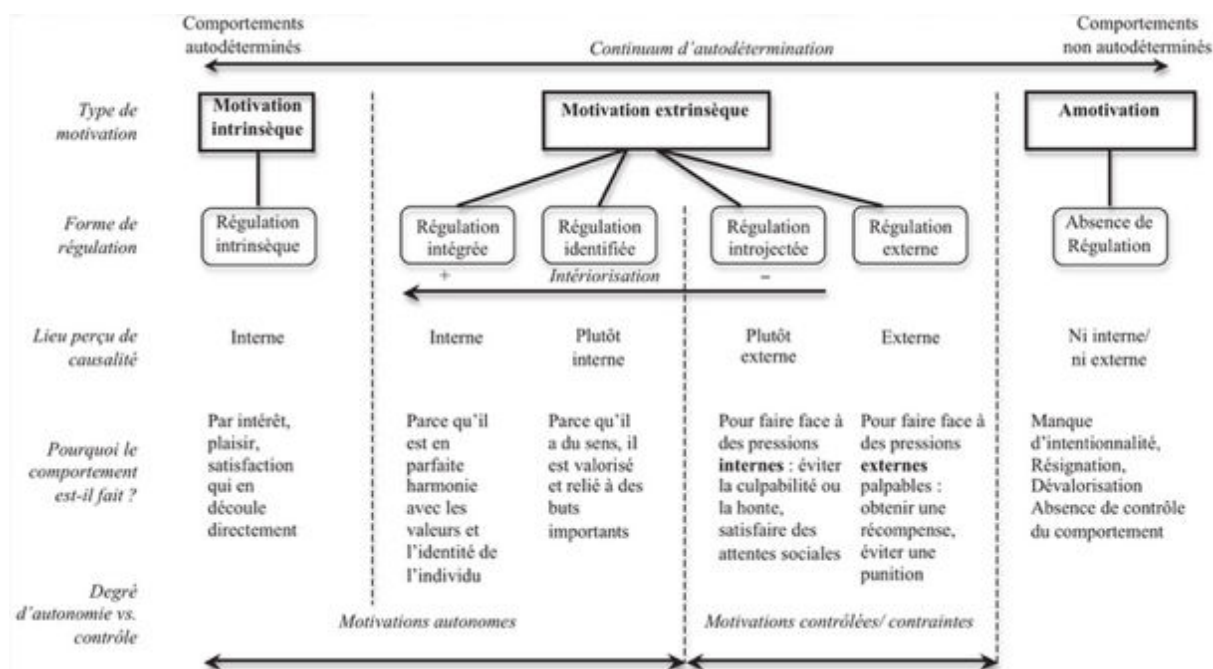 Comportements
autodéterminés
Continuum d'autodétermination
Comportements
non autodéterminés
Type de
motivation
Motivation
intrinsèque
Motivation extrinsèque
Amotivation
Forme de
régulation
Régulation
intrinsèque
Régulation
intégrée
Régulation
identifiée
Régulation
introjectée
Régulation
externe
Absence de
Régulation
+
Intériorisation
–
Lieu perçu de
causalité
Interne
Interne
Plutôt
interne
Plutôt
externe
Externe
Ni interne/
ni externe
Pourquoi le
comportement
est-il fait ?
Par intérêt,
plaisir,
satisfaction
qui en
découle
directement
Parce qu'il
est en
parfaite
harmonie
avec les
valeurs et
l'identité de
l'individu
Parce qu'il
a du sens, il
est valorisé
et relié à des
buts
importants
Pour faire face à
des pressions
internes : éviter
la culpabilité ou
la honte,
satisfaire des
attentes sociales
Pour faire face à
des pressions
externes
palpables :
obtenir une
récompense,
éviter une
punition
Manque
d'intentionnalité,
Résignation,
Dévalorisation
Absence de contrôle
du comportement
Degré
d'autonomie vs.
contrôle
Motivations autonomes
Motivations contrôlées/ contraintes